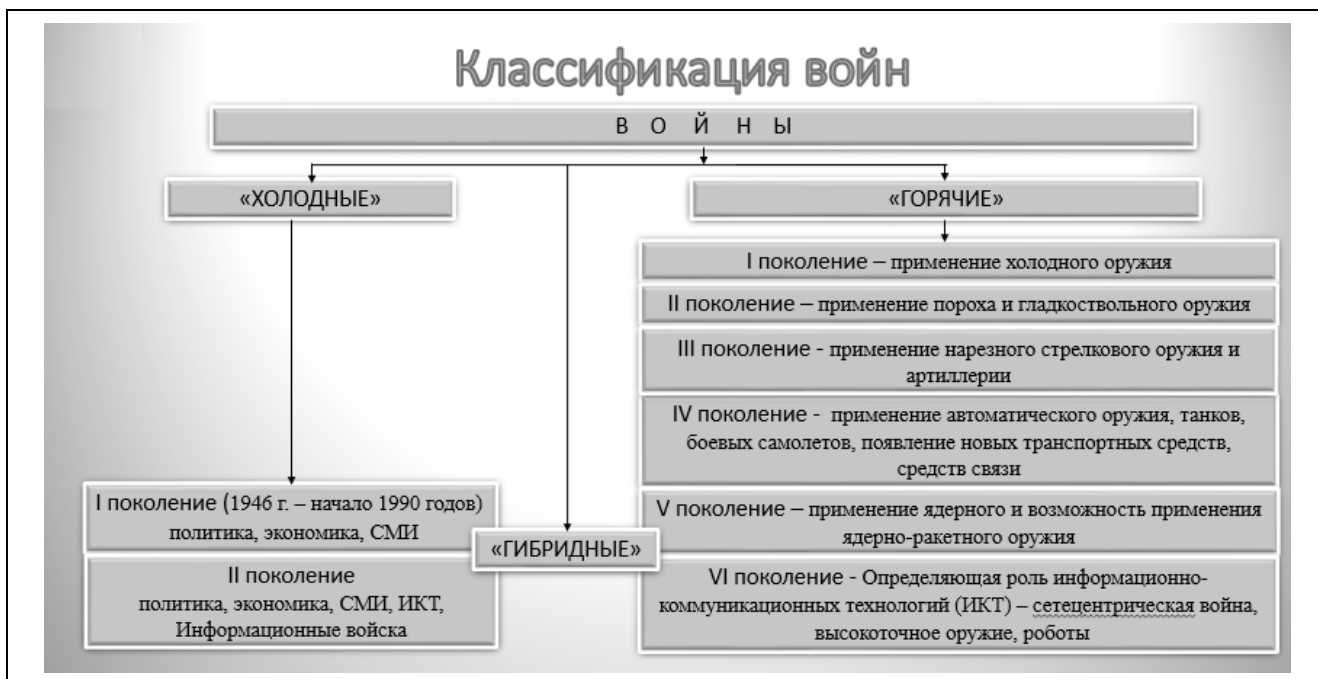 Классификация войн
В О Й Н Ы
«ХОЛОДНЫЕ»
«ГОРЯЧИЕ»
I поколение – применение холодного оружия
II поколение – применение пороха и гладкоствольного оружия
III поколение - применение нарезного стрелкового оружия и
артиллерии
IV поколение - применение автоматического оружия, танков,
боевых самолетов, появление новых транспортных средств,
средств связи
I поколение (1946 г. – начало 1990 годов)
политика, экономика, СМИ
«ГИБРИДНЫЕ»
V поколение – применение ядерного и возможность применения
ядерно-ракетного оружия
II поколение
политика, экономика, СМИ, ИКТ,
Информационные войска
VI поколение - Определяющая роль информационно-
коммуникационных технологий (ИКТ) – сетецентрическая война,
высокоточное оружие, роботы